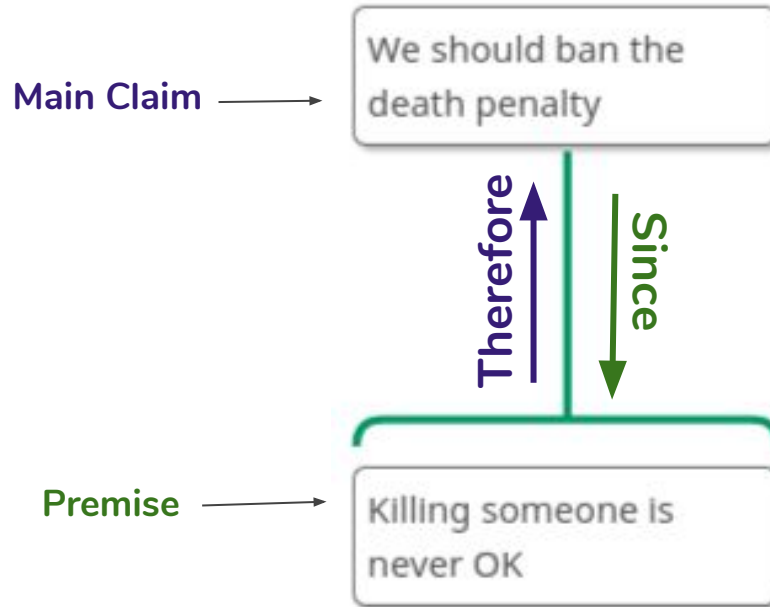 We should ban the
death penalty
Main Claim
Therefore
Since
Premise
Killing someone is
never OK